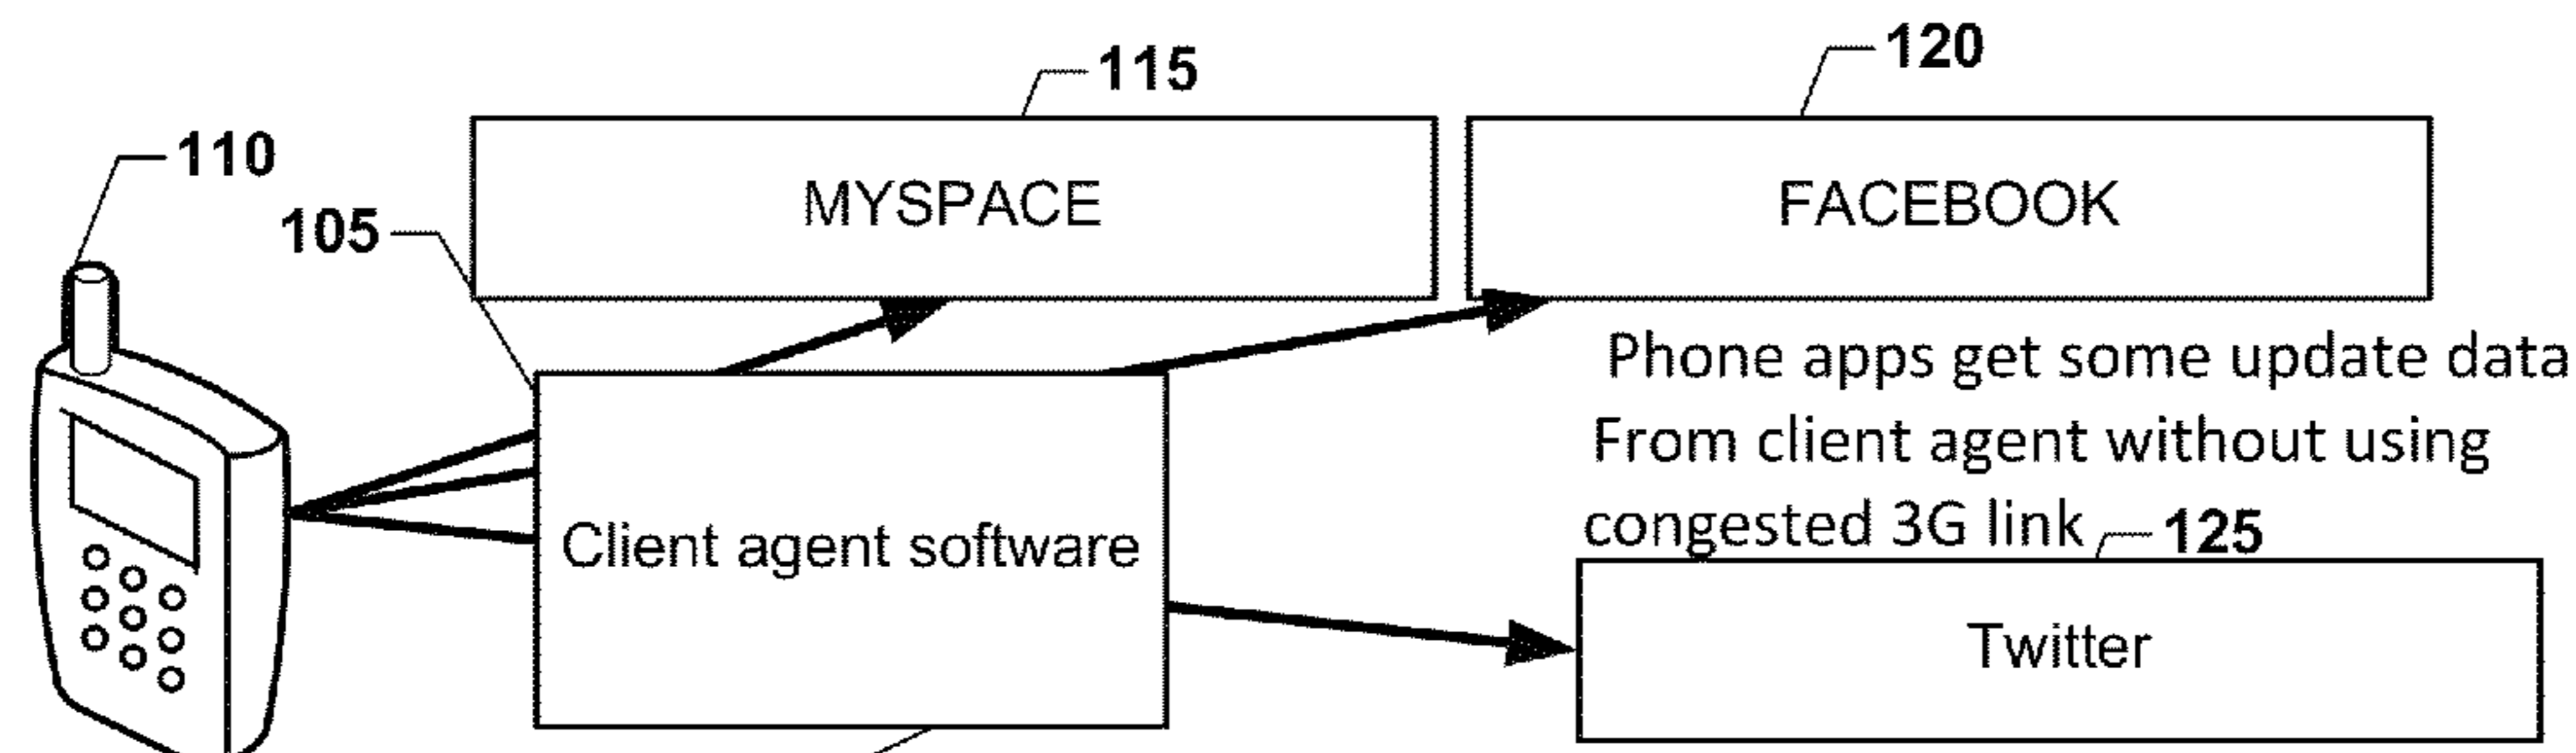 115
120
110
105
MYSPACE
FACEBOOK
Phone apps get some update data
From client agent without using
congested 3G link
125
Client agent software
Twitter